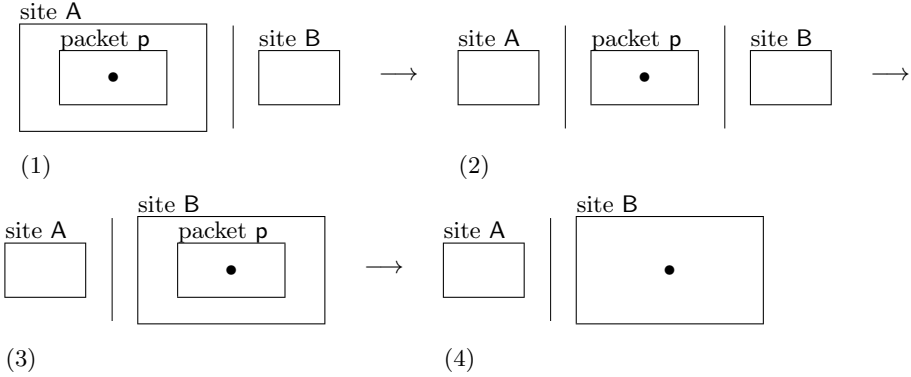 site A
packet p
site B
site A
packet p
site B
(1)
(2)
site A
site B
packet p
site A
site B
(3)
(4)